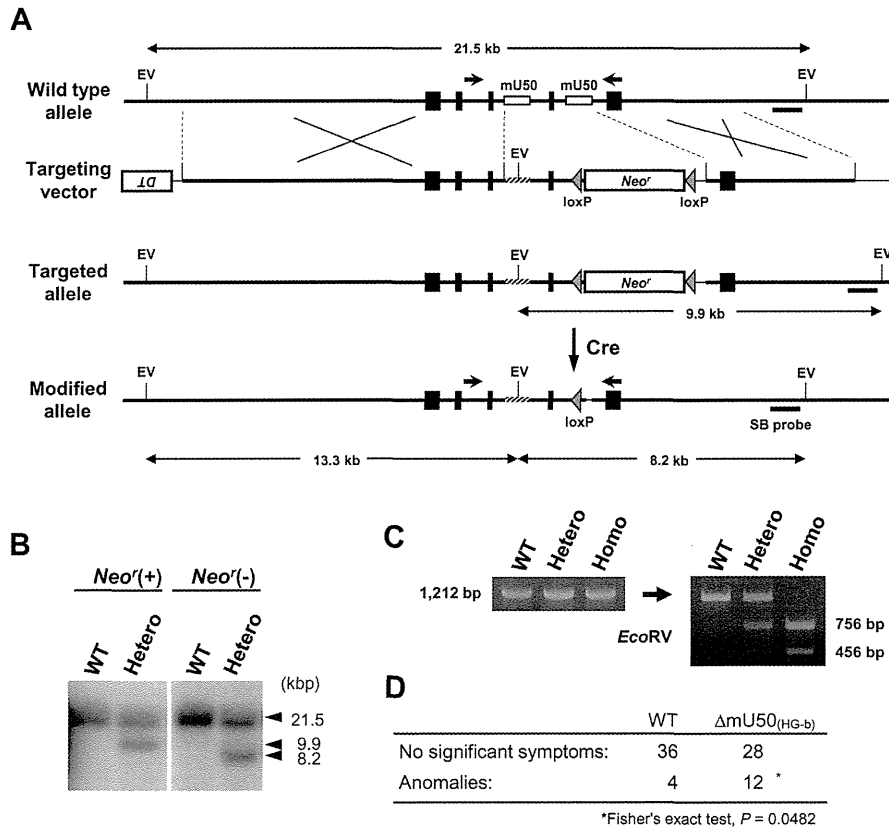 A
21.5 kb
EV
EV
mU50
mU50
Wild type
allele
EV
Targeting
vector
DT
Neoʳ
loxP
loxP
EV
EV
EV
Targeted
allele
Neoʳ
9.9 kb
Cre
EV
EV
EV
Modified
allele
loxP
SB probe
13.3 kb
8.2 kb
B
Neoʳ(+)
Neoʳ(-)
WT
Hetero
WT
Hetero
(kbp)
21.5
9.9
8.2
C
WT
Hetero
Homo
1,212 bp
EcoRV
WT
Hetero
Homo
756 bp
456 bp
D
WT ΔmU50(HG-b)
No significant symptoms: 36 28
Anomalies: 4 12 *
*Fisher's exact test, P = 0.0482